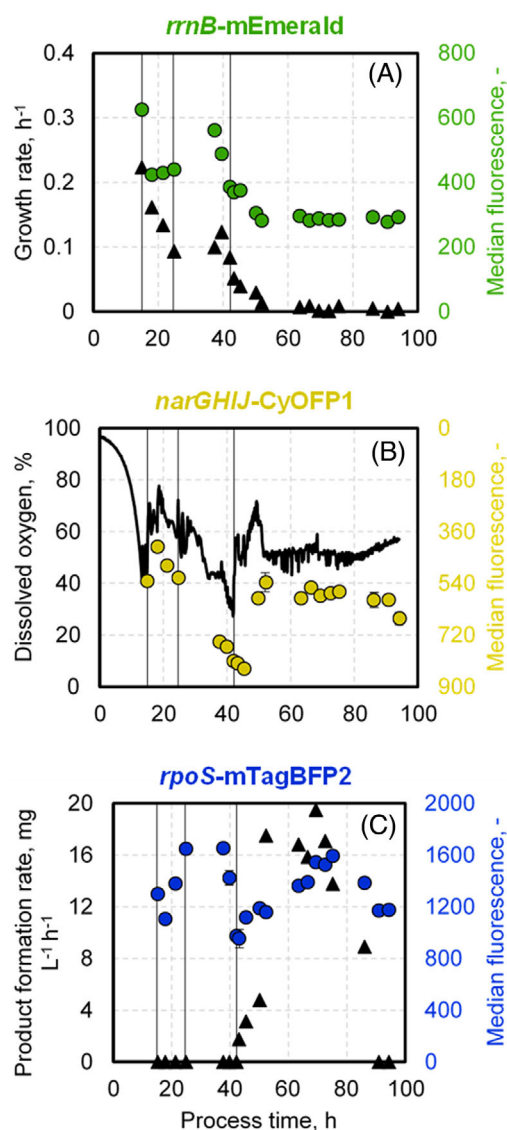 rrnB-mEmerald
(A)
Growth rate, h-1
0.4
0.3
0.2
0.1
0
800
600
400
200
0
Median fluorescence, -
0 20 40 60 80 100
narGHIJ-CyOFP1
(B)
Dissolved oxygen, %
100
80
60
40
20
0
0
180
360
540
720
900
Median fluorescence, -
0 20 40 60 80 100
rpoS-mTagBFP2
(C)
Product formation rate, mg
L-1 h-1
20
16
12
8
4
0
2000
1600
1200
800
400
0
Median fluorescence, -
0 20 40 60 80 100
Process time, h